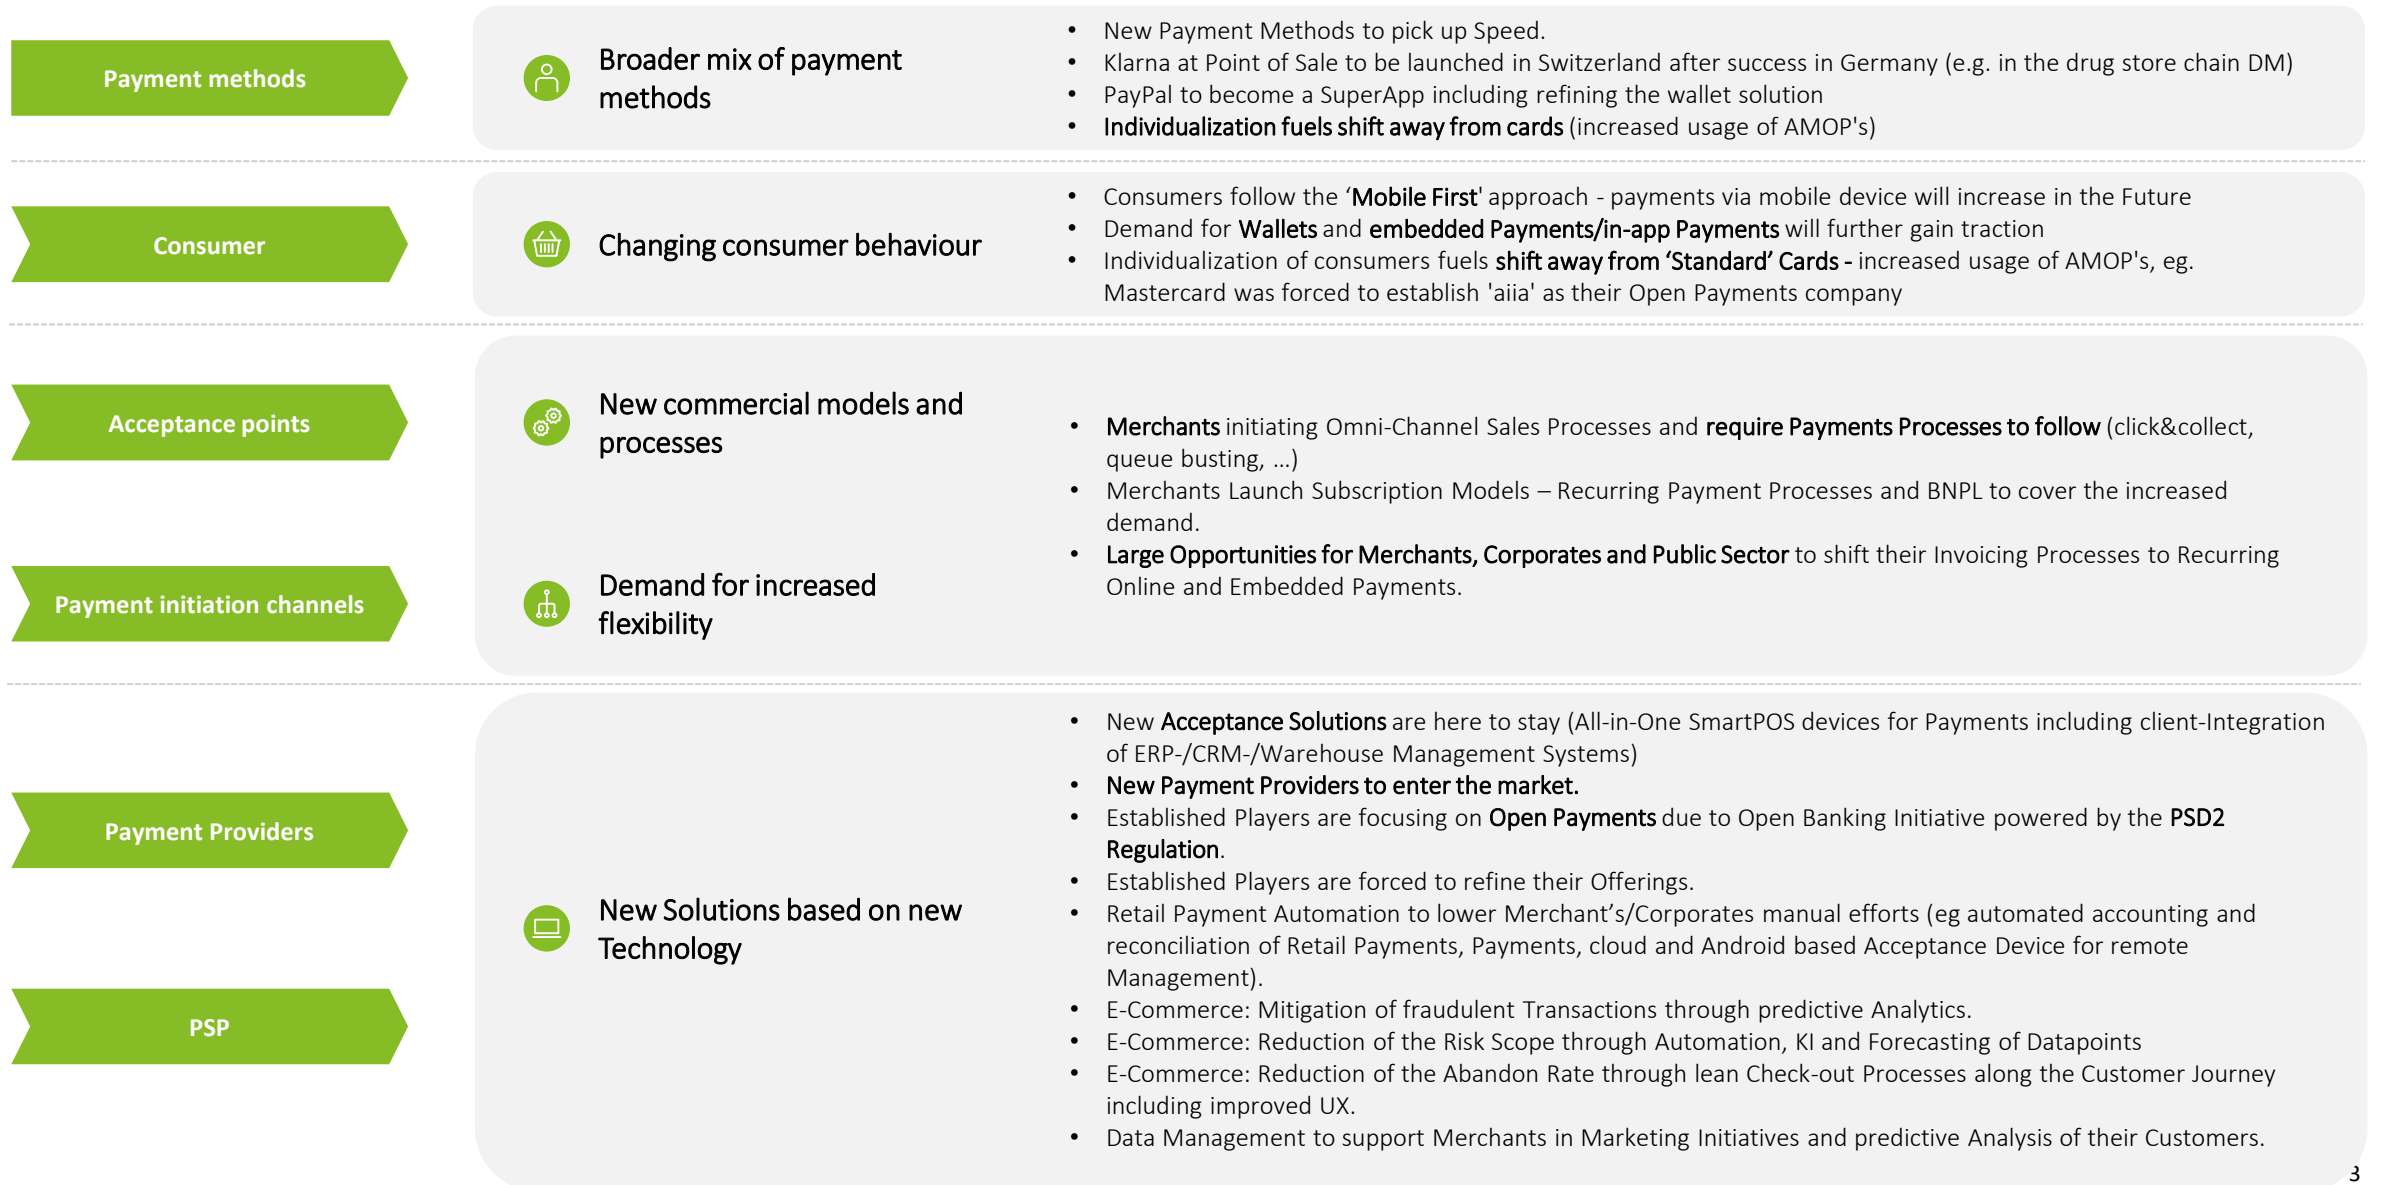 Payment methods
Broader mix of payment
methods
• New Payment Methods to pick up Speed.
• Klarna at Point of Sale to be launched in Switzerland after success in Germany (e.g. in the drug store chain DM)
• PayPal to become a SuperApp including refining the wallet solution
• Individualization fuels shift away from cards (increased usage of AMOP's)
Consumer
Changing consumer behaviour
• Consumers follow the ‘Mobile First' approach - payments via mobile device will increase in the Future
• Demand for Wallets and embedded Payments/in-app Payments will further gain traction
• Individualization of consumers fuels shift away from ‘Standard’ Cards - increased usage of AMOP's, eg.
Mastercard was forced to establish 'aiia' as their Open Payments company
Acceptance points
New commercial models and
processes
Payment initiation channels
Demand for increased
flexibility
• Merchants initiating Omni-Channel Sales Processes and require Payments Processes to follow (click&collect,
queue busting, …)
• Merchants Launch Subscription Models – Recurring Payment Processes and BNPL to cover the increased
demand.
• Large Opportunities for Merchants, Corporates and Public Sector to shift their Invoicing Processes to Recurring
Online and Embedded Payments.
Payment Providers
PSP
New Solutions based on new
Technology
• New Acceptance Solutions are here to stay (All-in-One SmartPOS devices for Payments including client-Integration
of ERP-/CRM-/Warehouse Management Systems)
• New Payment Providers to enter the market.
• Established Players are focusing on Open Payments due to Open Banking Initiative powered by the PSD2
Regulation.
• Established Players are forced to refine their Offerings.
• Retail Payment Automation to lower Merchant’s/Corporates manual efforts (eg automated accounting and
reconciliation of Retail Payments, Payments, cloud and Android based Acceptance Device for remote
Management).
• E-Commerce: Mitigation of fraudulent Transactions through predictive Analytics.
• E-Commerce: Reduction of the Risk Scope through Automation, KI and Forecasting of Datapoints
• E-Commerce: Reduction of the Abandon Rate through lean Check-out Processes along the Customer Journey
including improved UX.
• Data Management to support Merchants in Marketing Initiatives and predictive Analysis of their Customers.
3